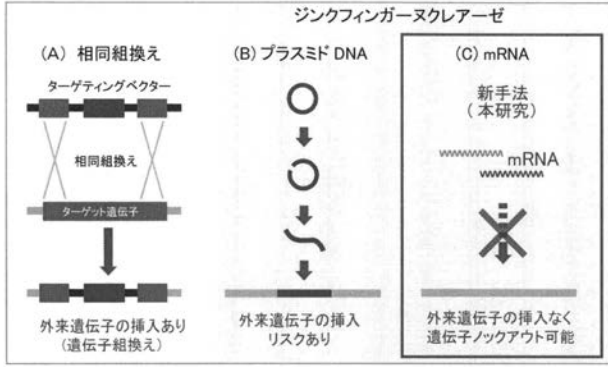 ジンクフィンガーヌクレアーゼ
(A) 相同組換え
ターゲティングベクター
相同組換え
ターゲット遺伝子
外来遺伝子の挿入あり
(遺伝子組換え)
(B) プラスミド DNA
外来遺伝子の挿入
リスクあり
(C) mRNA
新手法
(本研究)
mRNA
外来遺伝子の挿入なく
遺伝子ノックアウト可能